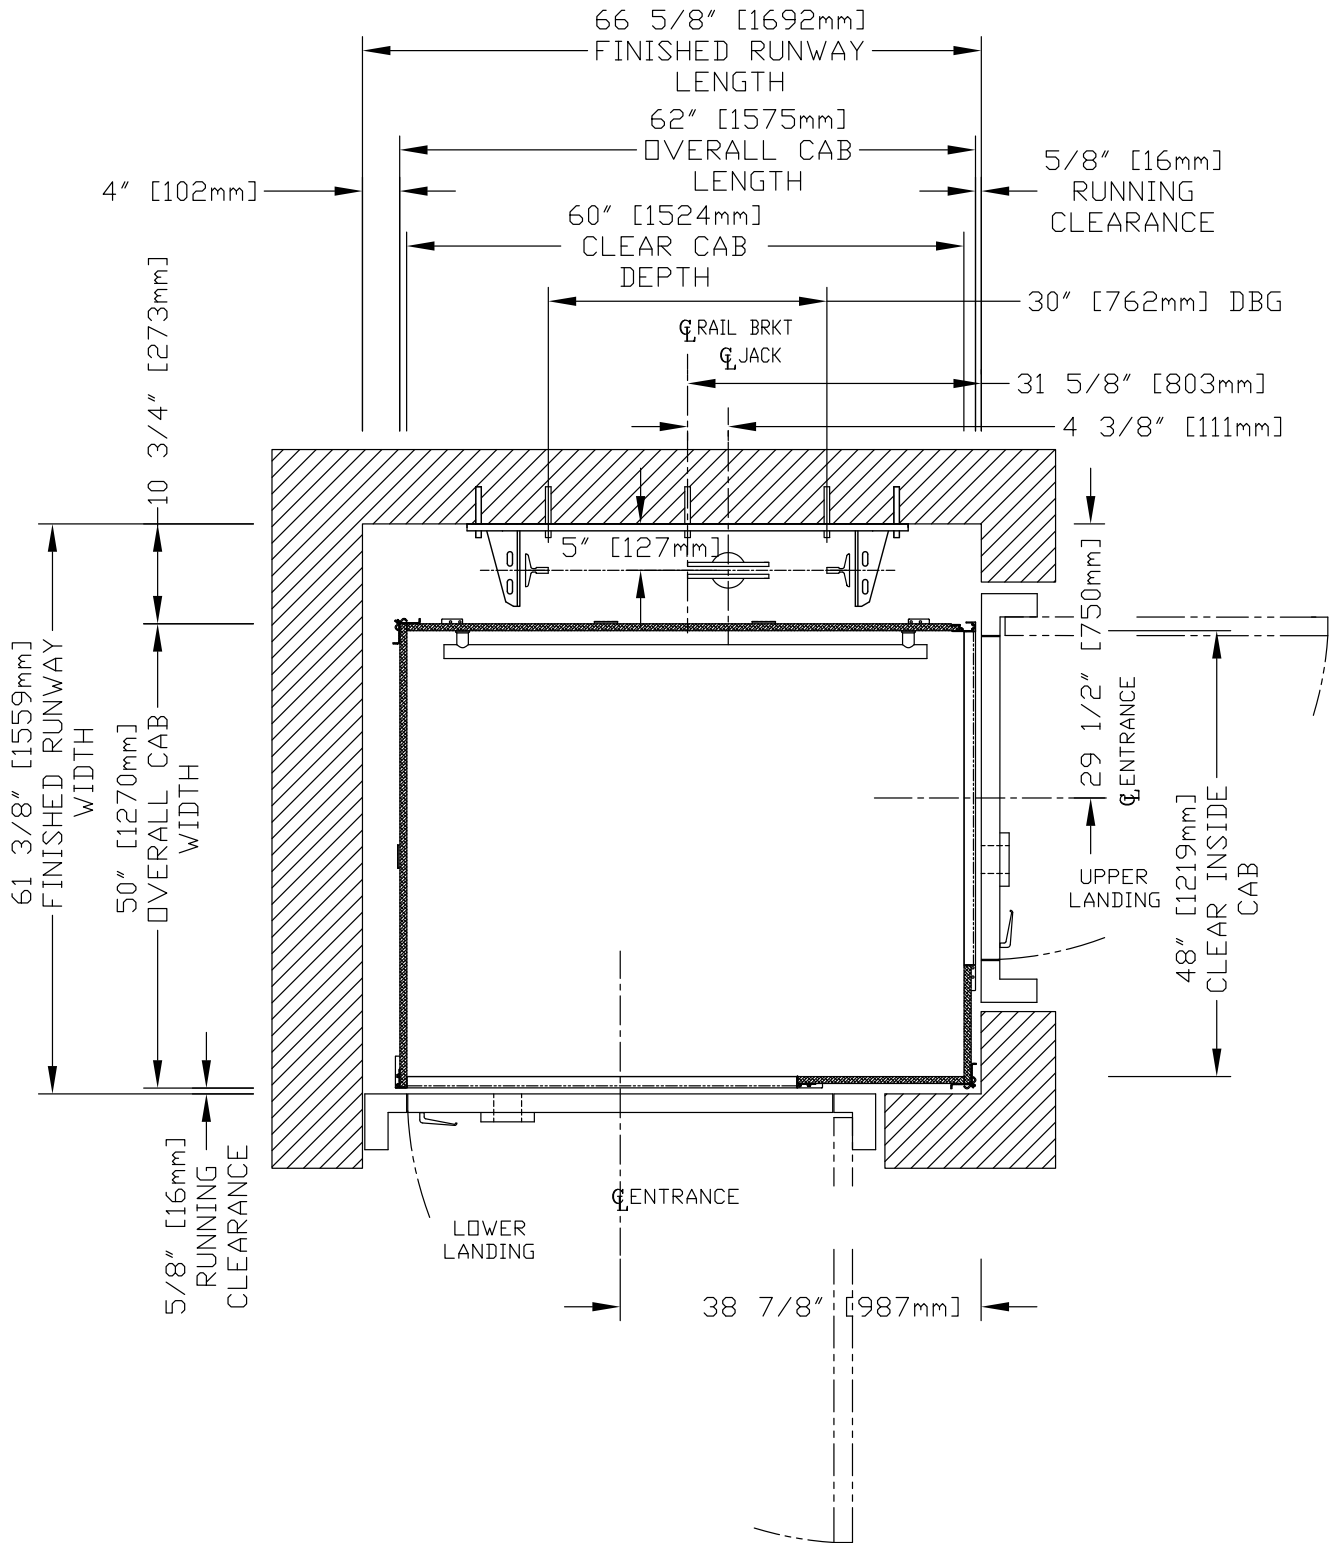 66 5/8" [1692mm]
FINISHED RUNWAY
LENGTH
62" [1575mm]
OVERALL CAB
LENGTH
4" [102mm]
5/8" [16mm]
RUNNING
CLEARANCE
60" [1524mm]
CLEAR CAB
DEPTH
30" [762mm] DBG
℄ RAIL BRKT
℄ JACK
31 5/8" [803mm]
4 3/8" [111mm]
10 3/4" [273mm]
5" [127mm]
29 1/2" [750mm]
℄ ENTRANCE
61 3/8" [1559mm]
FINISHED RUNWAY
WIDTH
50" [1270mm]
OVERALL CAB
WIDTH
UPPER
LANDING
48" [1219mm]
CLEAR INSIDE
CAB
5/8" [16mm]
RUNNING
CLEARANCE
℄ ENTRANCE
LOWER
LANDING
38 7/8" [987mm]